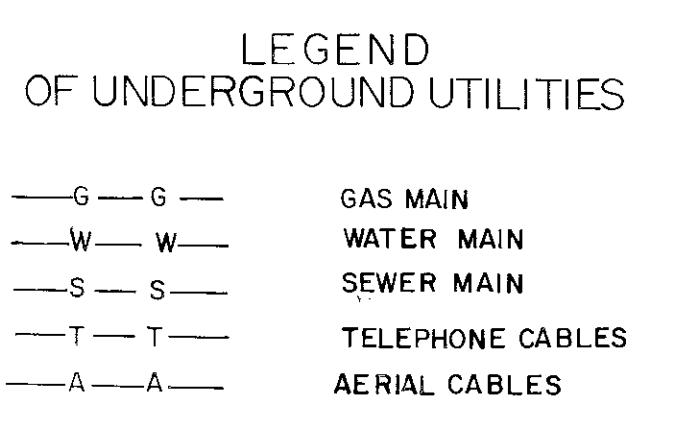 LEGEND
OF UNDERGROUND UTILITIES
G G GAS MAIN
W W WATER MAIN
S S SEWER MAIN
T T TELEPHONE CABLES
A A AERIAL CABLES